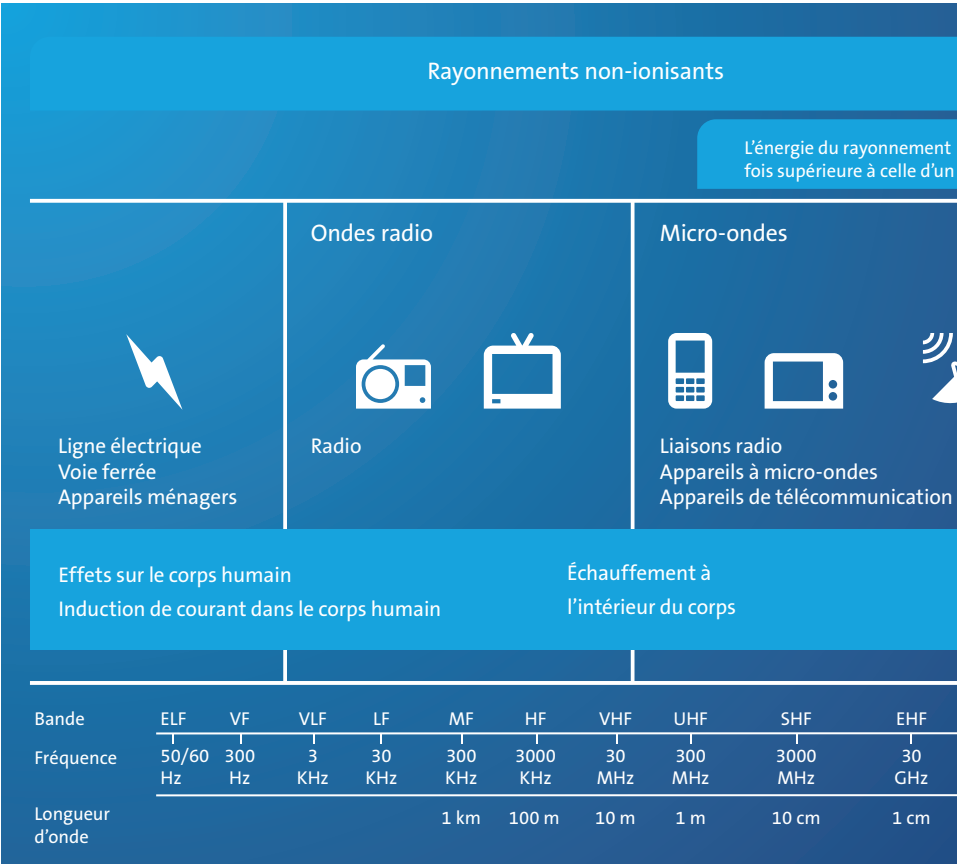 Rayonnements non-ionisants
L’énergie du rayonnement
fois supérieure à celle d’un
Ondes radio
Micro-ondes
Ligne électrique
Voie ferrée
Appareils ménagers
Radio
Liaisons radio
Appareils à micro-ondes
Appareils de télécommunication
Effets sur le corps humain
Induction de courant dans le corps humain
Échauffement à
l’intérieur du corps
Bande ELF VF VLF LF MF HF VHF UHF SHF EHF
Fréquence 50/60 300 3 30 300 3000 30 300 3000 30
Hz Hz KHz KHz KHz KHz MHz MHz MHz GHz
Longueur
d’onde
1 km 100 m 10 m 1 m 10 cm 1 cm